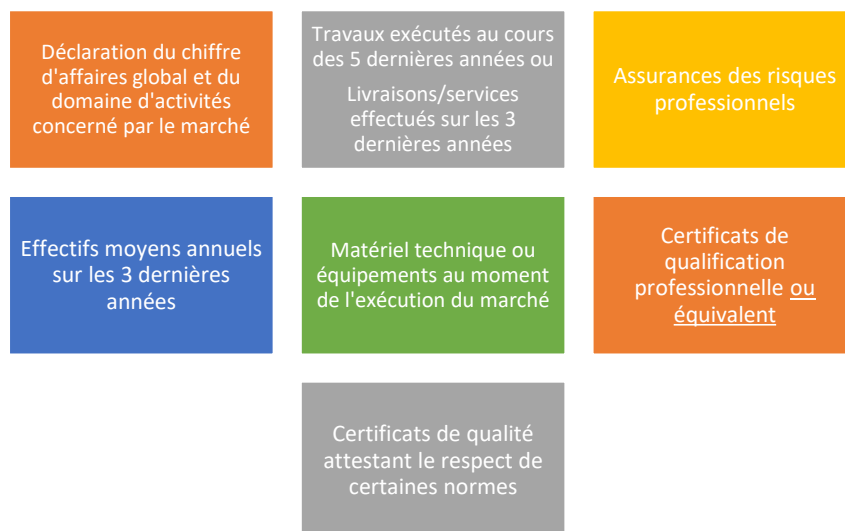 Déclaration du chiffre
d'affaires global et du
domaine d'activités
concerné par le marché
Travaux exécutés au cours
des 5 dernières années ou
Livraisons/services
effectués sur les 3
dernières années
Assurances des risques
professionnels
Effectifs moyens annuels
sur les 3 dernières
années
Matériel technique ou
équipements au moment
de l'exécution du marché
Certificats de
qualification
professionnelle ou
équivalent
Certificats de qualité
attestant le respect de
certaines normes